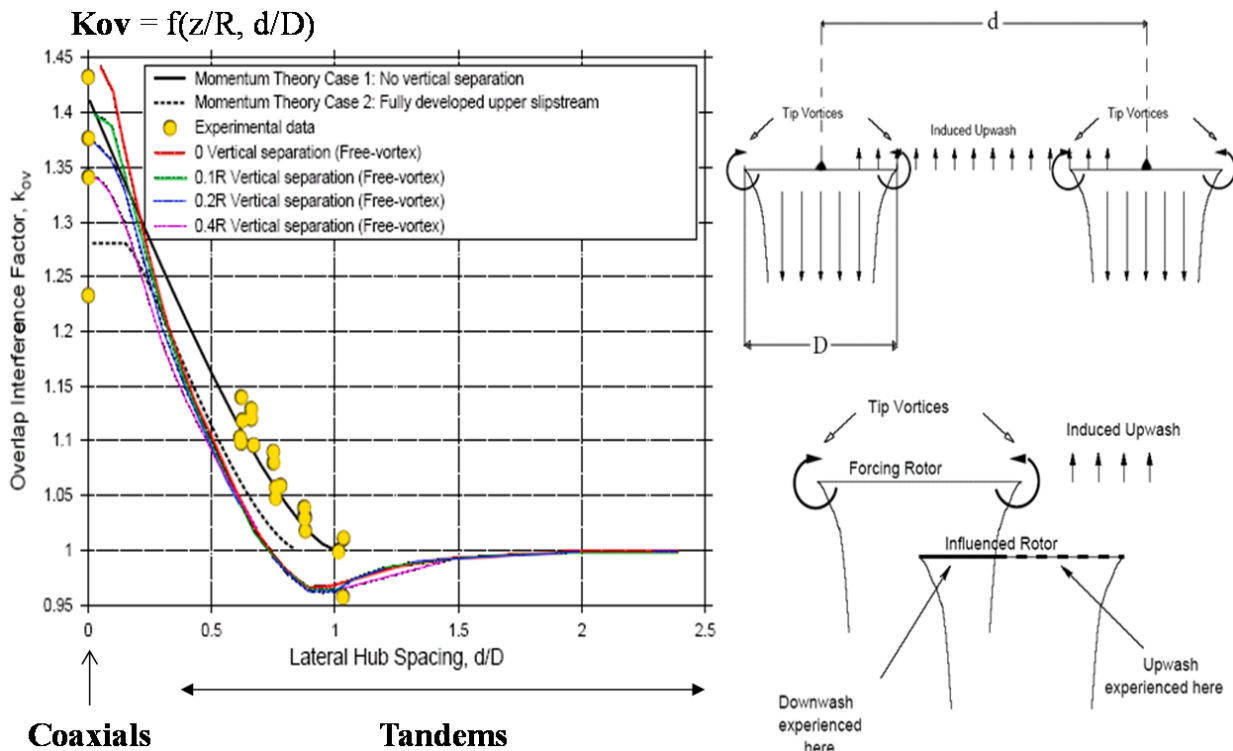 Kov = f(z/R, d/D)
1.45
1.4
1.35
1.3
1.25
1.2
1.15
1.1
1.05
1
0.95
Overlap Interference Factor, kov
Momentum Theory Case 1: No vertical separation
Momentum Theory Case 2: Fully developed upper slipstream
Experimental data
0 Vertical separation (Free-vortex)
0.1R Vertical separation (Free-vortex)
0.2R Vertical separation (Free-vortex)
0.4R Vertical separation (Free-vortex)
0 0.5 1 1.5 2 2.5
Lateral Hub Spacing, d/D
Coaxials
Tandems
d
Tip Vortices
Induced Upwash
Tip Vortices
D
Tip Vortices
Induced Upwash
Forcing Rotor
Influenced Rotor
Downwash
experienced
here
Upwash
experienced here